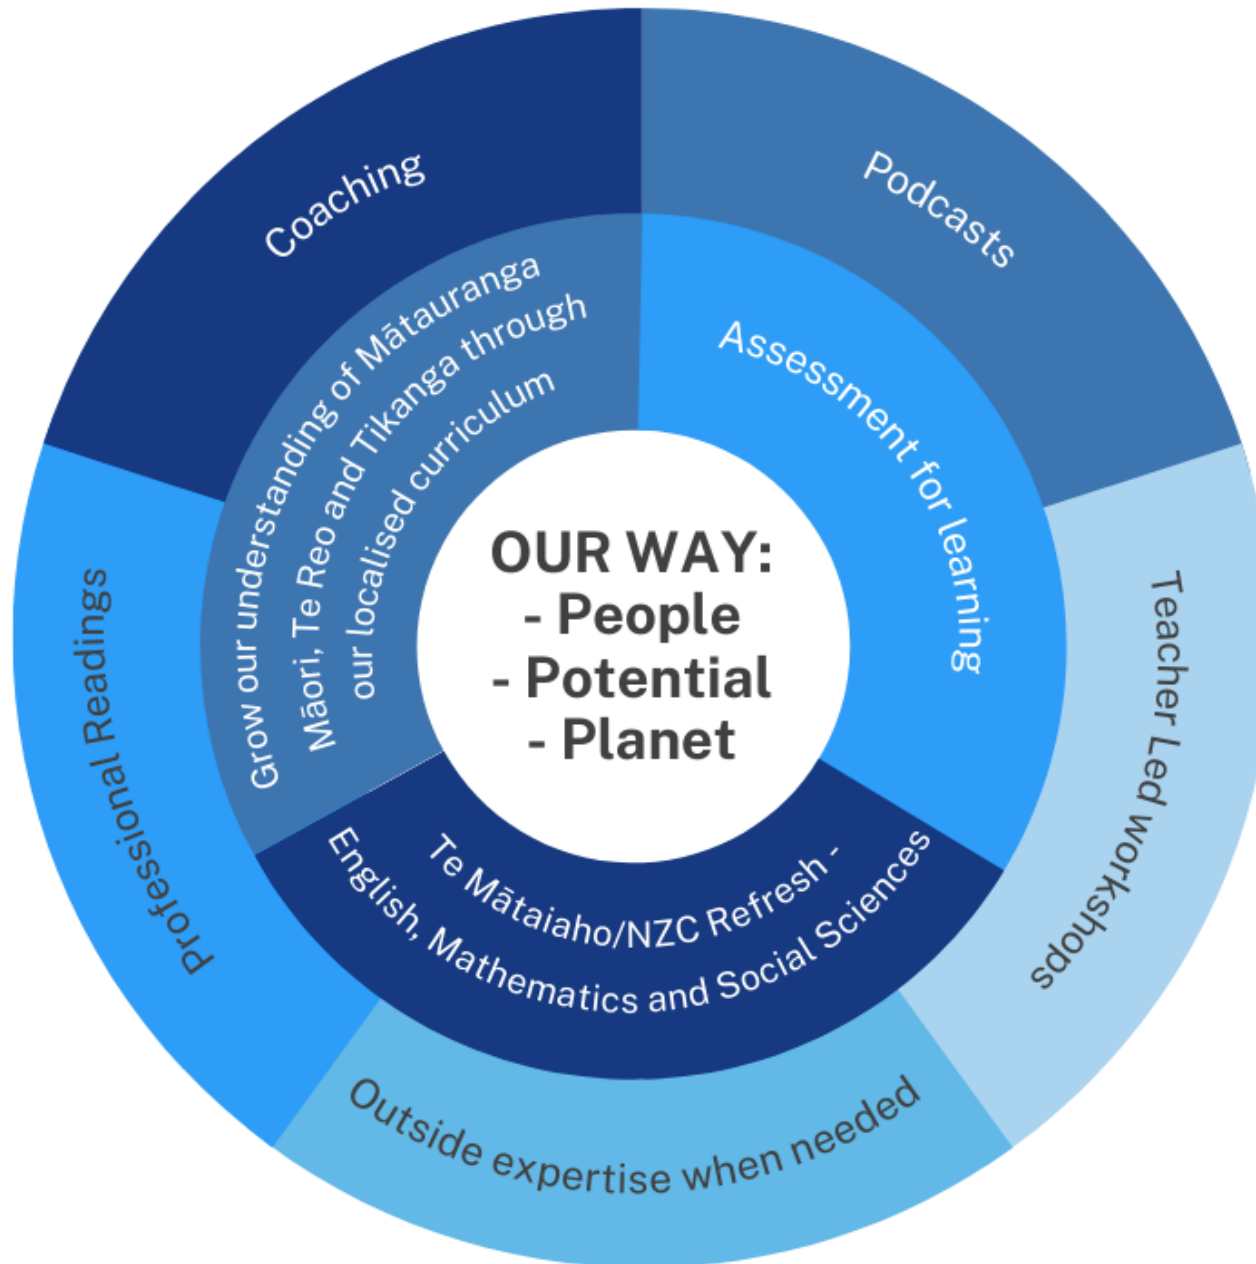 Coaching
Podcasts
Grow our understanding of Mātauranga
Māori, Te Reo and Tikanga through
our localised curriculum
Assessment for learning
OUR WAY:
- People
- Potential
- Planet
Professional Readings
Teacher Led workshops
Te Mātaiaho/NZC Refresh -
English, Mathematics and Social Sciences
Outside expertise when needed